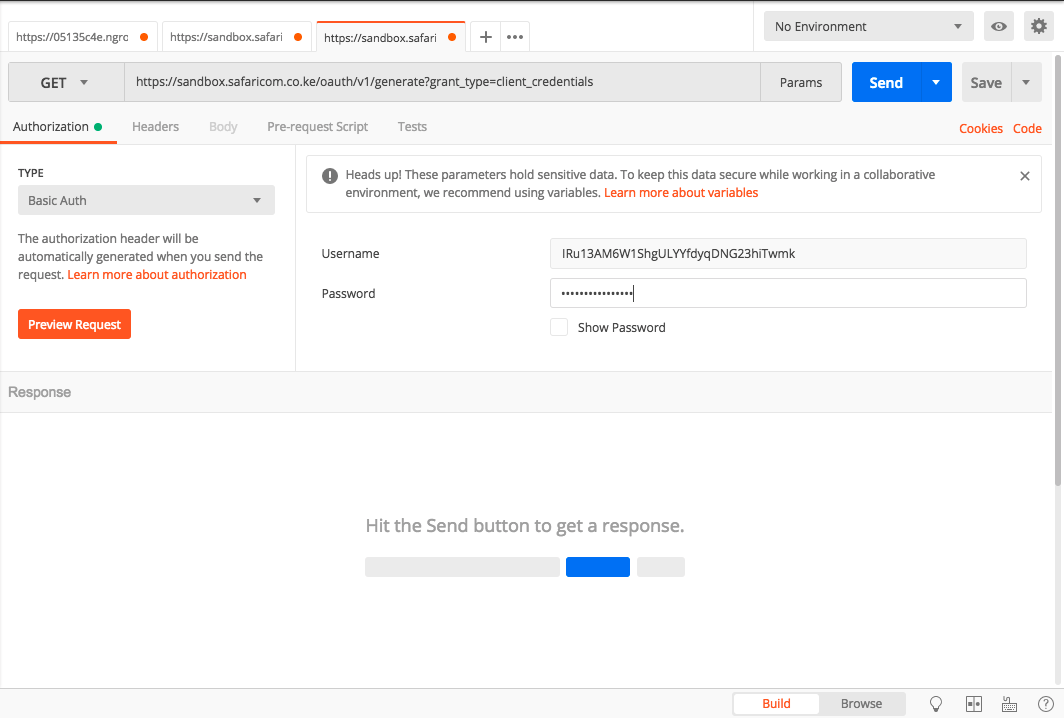 https://05135c4e.ngro
https://sandbox.safari
https://sandbox.safari
No Environment
GET
https://sandbox.safaricom.co.ke/oauth/v1/generate?grant_type=client_credentials
Params
Send
Save
Authorization
Headers
Body
Pre-request Script
Tests
Cookies
Code
TYPE
Basic Auth
The authorization header will be
automatically generated when you send the
request. Learn more about authorization
Preview Request
Heads up! These parameters hold sensitive data. To keep this data secure while working in a collaborative
environment, we recommend using variables. Learn more about variables
Username
IRu13AM6W1ShgULYYfdyqDNG23hiTwmk
Password
••••••••••••••••
Show Password
Response
Hit the Send button to get a response.
Build
Browse